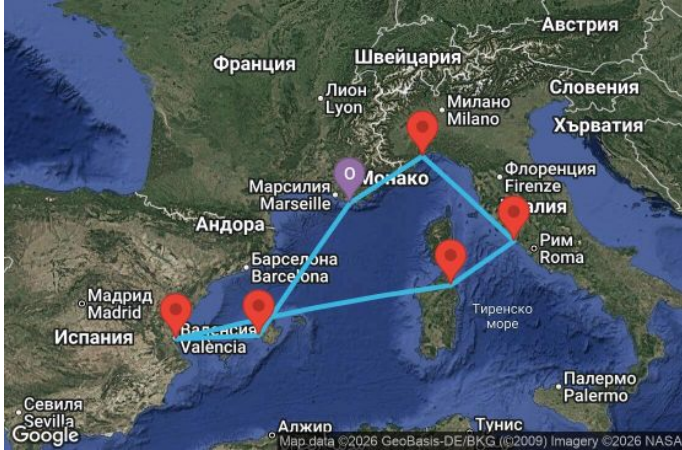 Австрия
Швейцария
Франция
Словения
Лион
Lyon
Милано
Milano
Хърватия
Флоренция
Firenze
O
Монако
Марсилия
Marseille
алия
Андора
Рим
Roma
Барселона
Barcelona
Мадрид
Madrid
Тиренско
море
Валенсия
València
Испания
Палермо
Palermo
Севиля
Sevilla
Алжир
Тунис
Google
Map data ©2026 GeoBasis-DE/BKG (©2009) Imagery ©2026 NASA